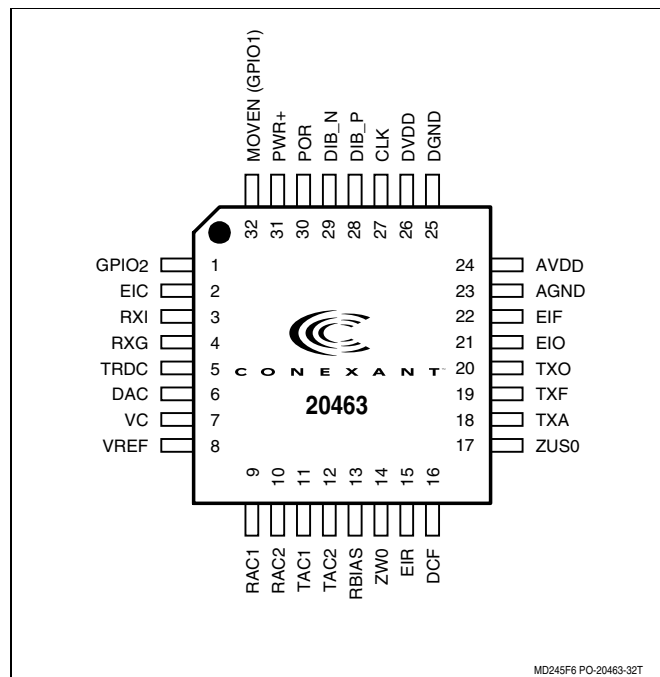 MOVEN (GPIO1)
PWR+
POR
DIB_N
DIB_P
CLK
DVDD
DGND
32 31 30 29 28 27 26 25
GPIO2 1
EIC 2
RXI 3
RXG 4
TRDC 5
DAC 6
VC 7
VREF 8
24 AVDD
23 AGND
22 EIF
21 EIO
20 TXO
19 TXF
18 TXA
17 ZUS0
CONEXANT™
20463
9 10 11 12 13 14 15 16
RAC1
RAC2
TAC1
TAC2
RBIAS
ZW0
EIR
DCF
MD245F6 PO-20463-32T